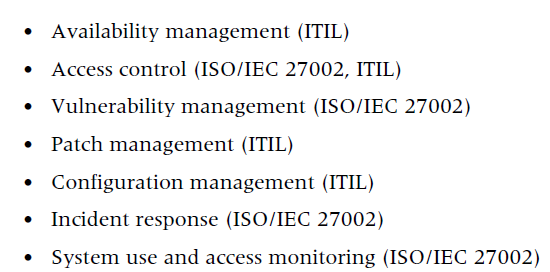 • Availability management (ITIL)
• Access control (ISO/IEC 27002, ITIL)
• Vulnerability management (ISO/IEC 27002)
• Patch management (ITIL)
• Configuration management (ITIL)
• Incident response (ISO/IEC 27002)
• System use and access monitoring (ISO/IEC 27002)